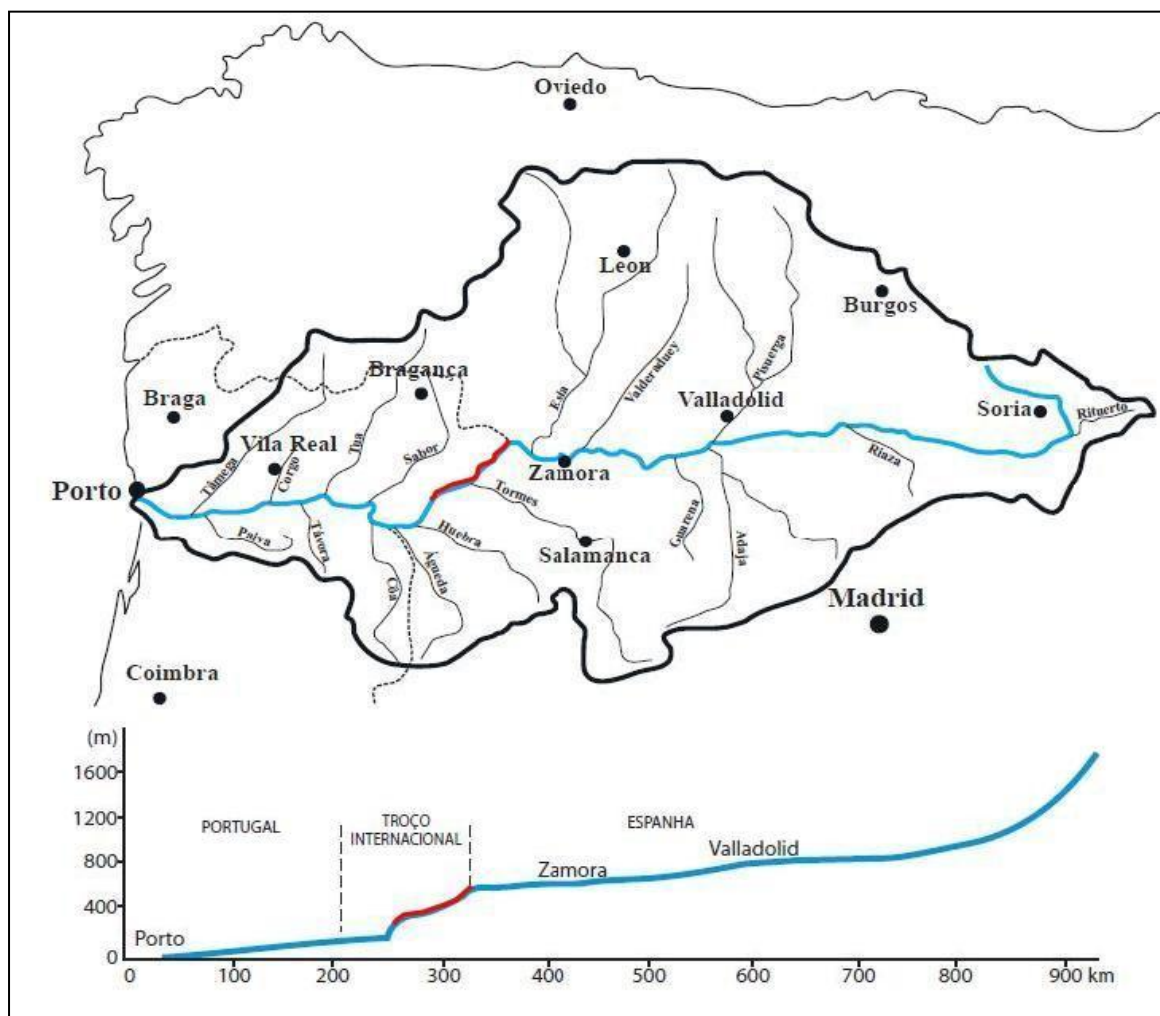 Oviedo
Leon
Burgos
Bragança
Braga
Esla
Valderaduey
Pisuerga
Valladolid
Soria
Rituerto
Vila Real
Tua
Sabor
Zamora
Riaza
Tâmega
Corgo
Porto
Tormes
Guarena
Paiva
Távora
Huebra
Salamanca
Adaja
Côa
Águeda
Madrid
Coimbra
(m)
1600
1200
800
400
0
PORTUGAL
TROÇO
INTERNACIONAL
ESPANHA
Porto
Zamora
Valladolid
0 100 200 300 400 500 600 700 800 900 km